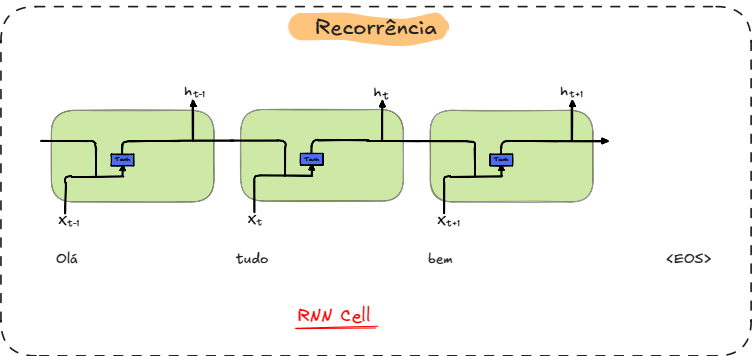 Recorrência
h_{t-1} h_t h_{t+1}
Tanh Tanh Tanh
x_{t-1} x_t x_{t+1}
Olá tudo bem <EOS>
RNN Cell